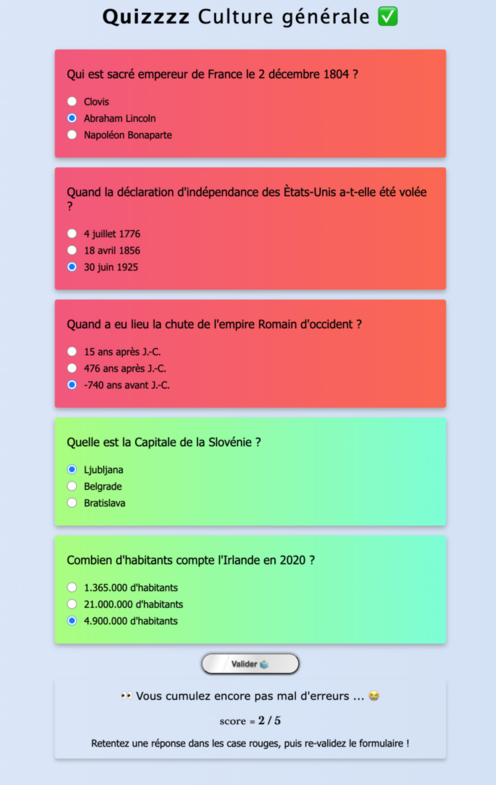 Quizzzz Culture générale ✅
Qui est sacré empereur de France le 2 décembre 1804 ?
Clovis
Abraham Lincoln
Napoléon Bonaparte
Quand la déclaration d'indépendance des Ètats-Unis a-t-elle été volée
?
4 juillet 1776
18 avril 1856
30 juin 1925
Quand a eu lieu la chute de l'empire Romain d'occident ?
15 ans après J.-C.
476 ans après J.-C.
-740 ans avant J.-C.
Quelle est la Capitale de la Slovénie ?
Ljubljana
Belgrade
Bratislava
Combien d'habitants compte l'Irlande en 2020 ?
1.365.000 d'habitants
21.000.000 d'habitants
4.900.000 d'habitants
Valider
👀 Vous cumulez encore pas mal d'erreurs ... 😭
score = 2 / 5
Retentez une réponse dans les case rouges, puis re-validez le formulaire !